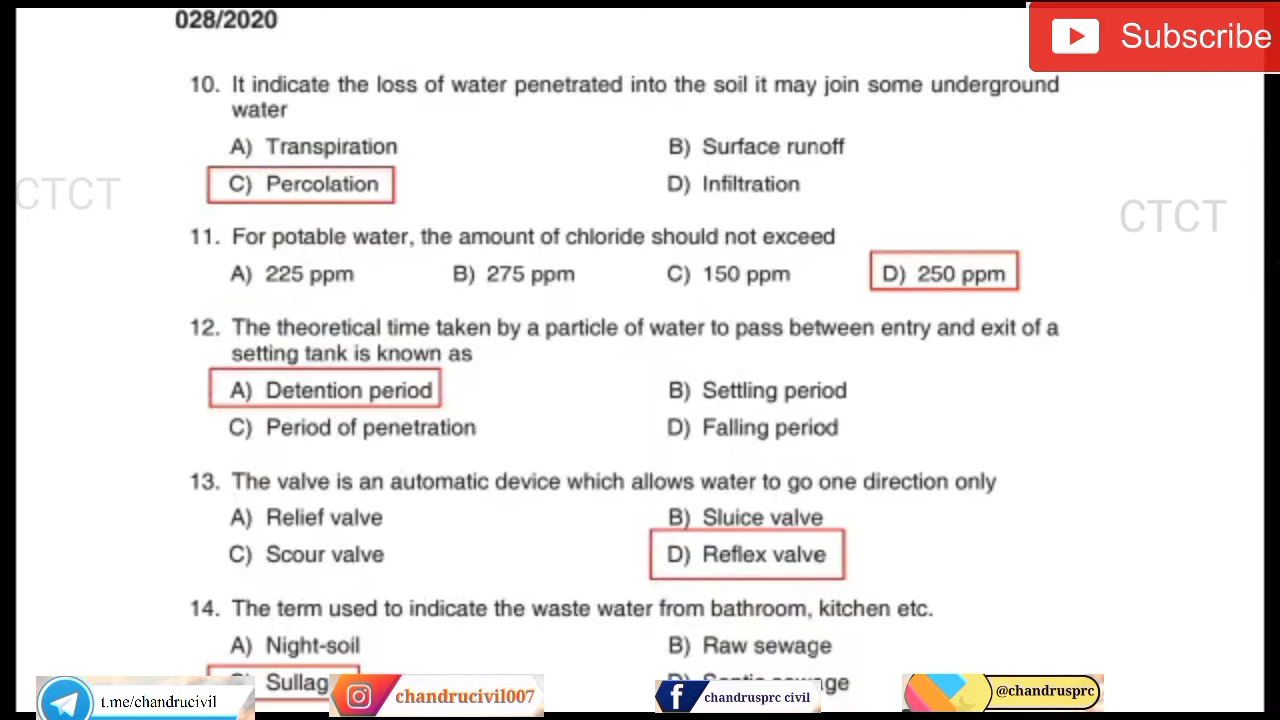 028/2020
Subscribe
10. It indicate the loss of water penetrated into the soil it may join some underground
water
A) Transpiration B) Surface runoff
C) Percolation D) Infiltration
CTCT
CTCT
11. For potable water, the amount of chloride should not exceed
A) 225 ppm B) 275 ppm C) 150 ppm D) 250 ppm
12. The theoretical time taken by a particle of water to pass between entry and exit of a
setting tank is known as
A) Detention period B) Settling period
C) Period of penetration D) Falling period
13. The valve is an automatic device which allows water to go one direction only
A) Relief valve B) Sluice valve
C) Scour valve D) Reflex valve
14. The term used to indicate the waste water from bathroom, kitchen etc.
A) Night-soil B) Raw sewage
Sullag
t.me/chandrucivil chandrucivil007 chandrusprc civil @chandrusprc